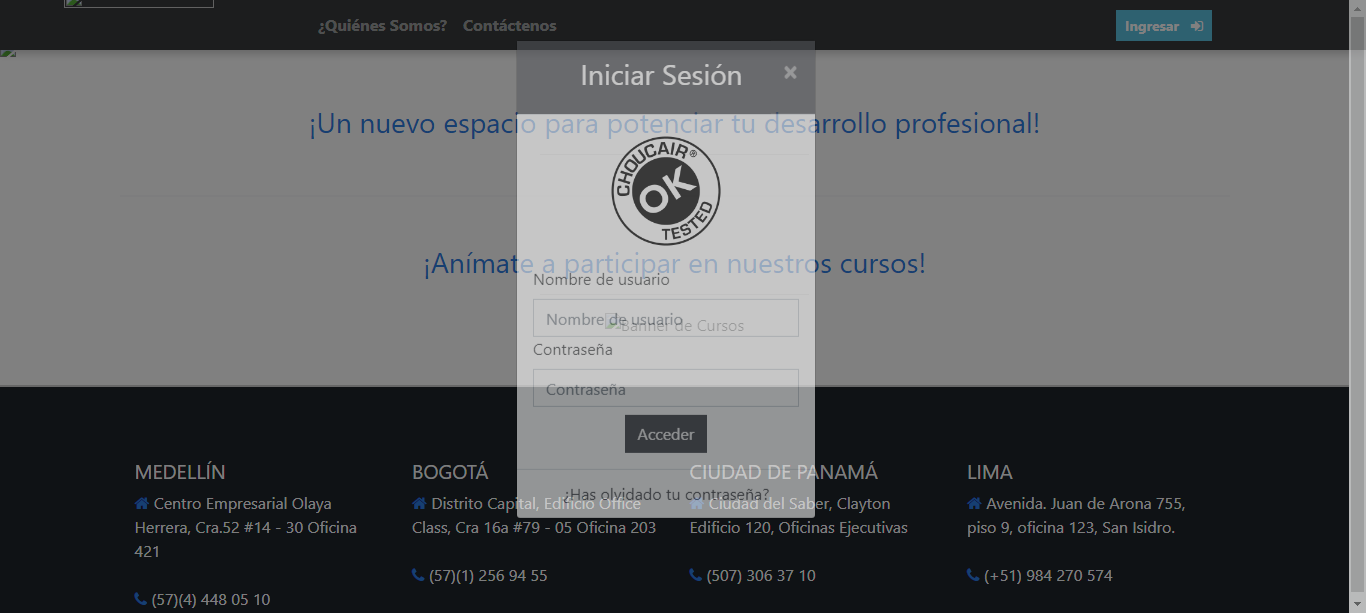 ¿Quiénes Somos? Contáctenos
Ingresar
Iniciar Sesión ×
¡Un nuevo espacio para potenciar tu desarrollo profesional!
CHOUCAIR®
OK
TESTED
¡Anímate a participar en nuestros cursos!
Nombre de usuario
Nombre de usuario
Banner de Cursos
Contraseña
Contraseña
Acceder
¿Has olvidado tu contraseña?
MEDELLÍN
Centro Empresarial Olaya
Herrera, Cra.52 #14 - 30 Oficina
421
(57)(4) 448 05 10
BOGOTÁ
Distrito Capital, Edificio Office
Class, Cra 16a #79 - 05 Oficina 203
(57)(1) 256 94 55
CIUDAD DE PANAMÁ
Ciudad del Saber, Clayton
Edificio 120, Oficinas Ejecutivas
(507) 306 37 10
LIMA
Avenida. Juan de Arona 755,
piso 9, oficina 123, San Isidro.
(+51) 984 270 574